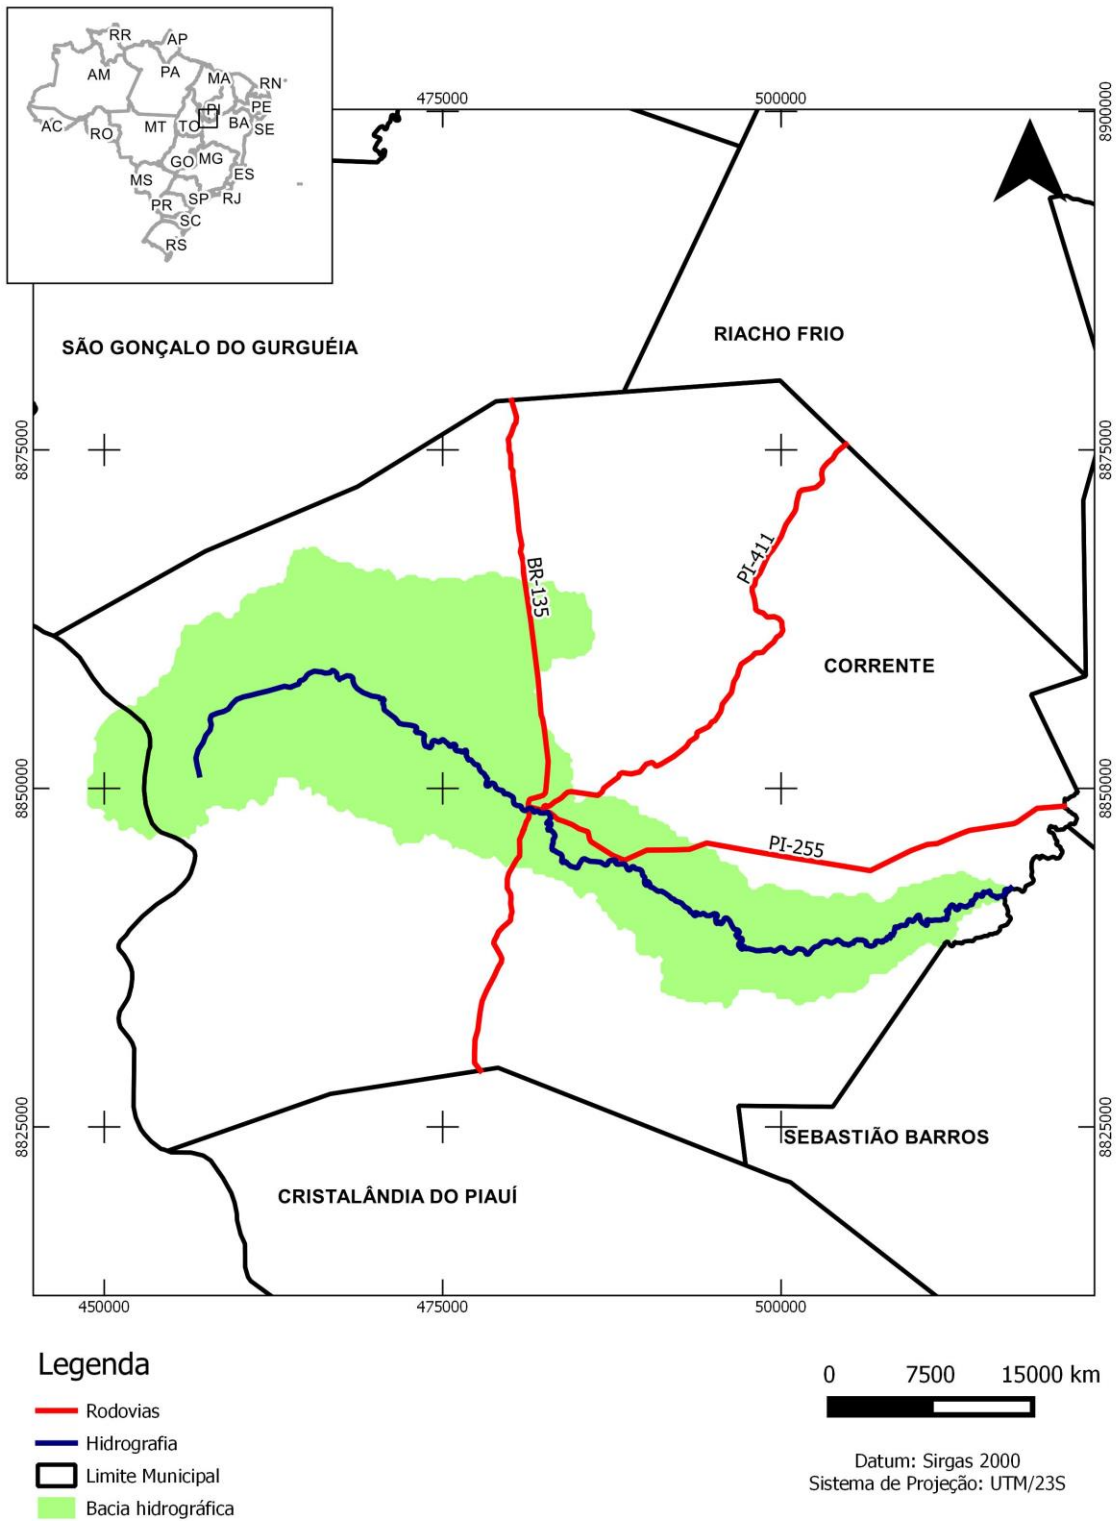 RR
AP
AM
PA
MA
RN
PI
PE
AC
RO
MT
TO
BA
SE
GO
MG
ES
MS
SP
RJ
PR
SC
RS
475000
500000
8900000
SÃO GONÇALO DO GURGUÉIA
RIACHO FRIO
8875000
8875000
BR-135
PI-411
CORRENTE
8850000
8850000
PI-255
8825000
8825000
SEBASTIÃO BARROS
CRISTALÂNDIA DO PIAUÍ
450000
475000
500000
Legenda
Rodovias
Hidrografia
Limite Municipal
Bacia hidrográfica
0 7500 15000 km
Datum: Sirgas 2000
Sistema de Projeção: UTM/23S